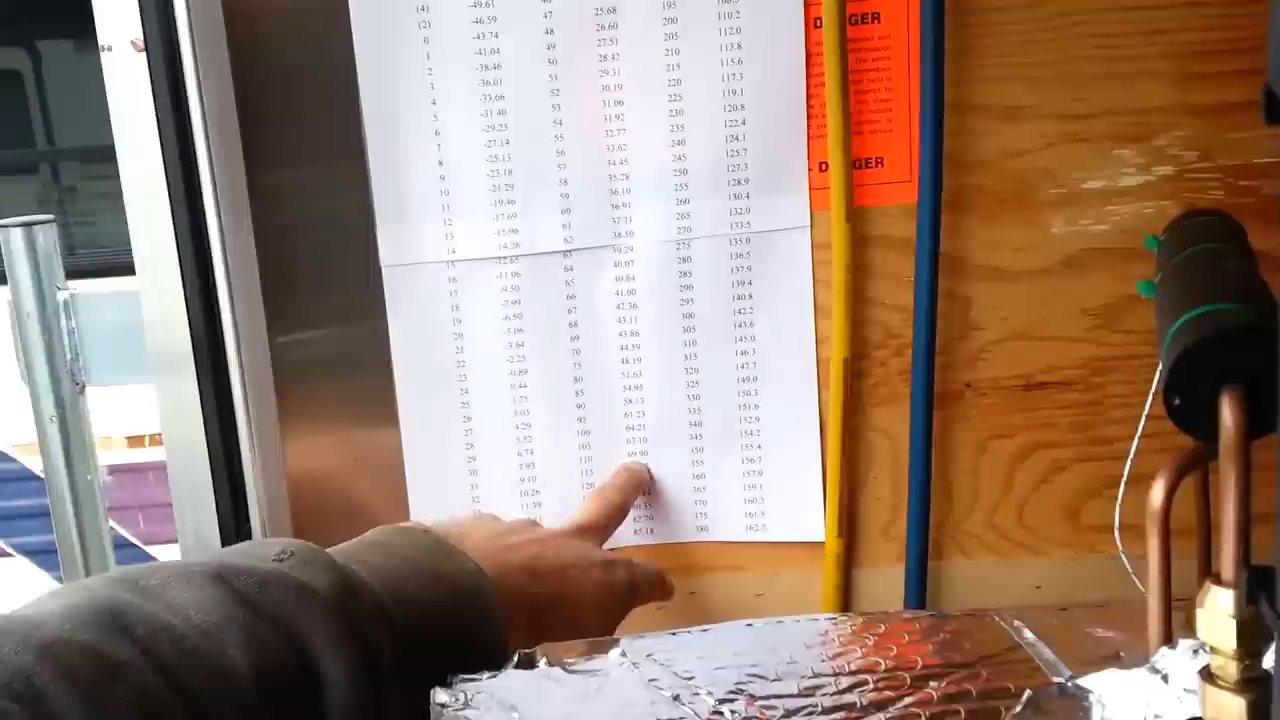 (4) -49.61
(2) -46.59 47 25.68 195
0 -43.74 48 26.60 200 110.2
1 -41.04 49 27.51 205 112.0
2 -38.46 50 28.42 210 113.8
3 -36.01 51 29.31 215 115.6
4 -33.66 52 30.19 220 117.3
5 -31.40 53 31.06 225 119.1
6 -29.23 54 31.92 230 120.8
7 -27.14 55 32.77 235 122.4
8 -25.13 56 33.62 240 124.1
9 -23.18 57 34.45 245 125.7
10 -21.29 58 35.28 250 127.3
11 -19.46 59 36.10 255 128.9
12 -17.69 60 36.91 260 130.4
13 -15.96 61 37.71 265 132.0
14 -14.28 62 38.50 270 133.5
15 -12.65 63 39.29 275 135.0
16 -11.06 64 40.07 280 136.5
17 -9.50 65 40.84 285 137.9
18 -7.99 66 41.60 290 139.4
19 -6.50 67 42.36 295 140.8
20 -5.06 68 43.11 300 142.2
21 -3.64 69 43.86 305 143.6
22 -2.25 70 44.59 310 145.0
23 -0.89 75 48.19 315 146.3
24 0.44 80 51.63 320 147.7
25 1.75 85 54.95 325 149.0
26 3.03 90 58.13 330 150.3
27 4.29 95 61.23 335 151.6
28 5.52 100 64.21 340 152.9
29 6.74 105 67.10 345 154.2
30 7.93 110 69.90 350 155.4
31 9.10 115 355 156.7
32 10.26 120 360 157.9
11.39 365 159.1
370 160.3
375 161.5
85.18 380
DANGER